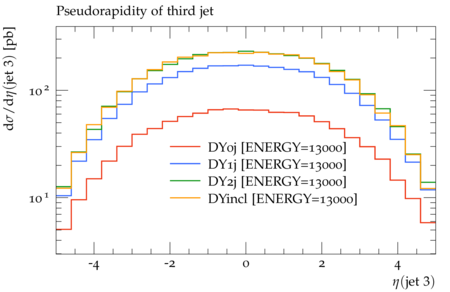 Pseudorapidity of third jet
dσ/dη(jet 3) [pb]
10²
10¹
DY0j [ENERGY=13000]
DY1j [ENERGY=13000]
DY2j [ENERGY=13000]
DYincl [ENERGY=13000]
-4 -2 0 2 4
η(jet 3)